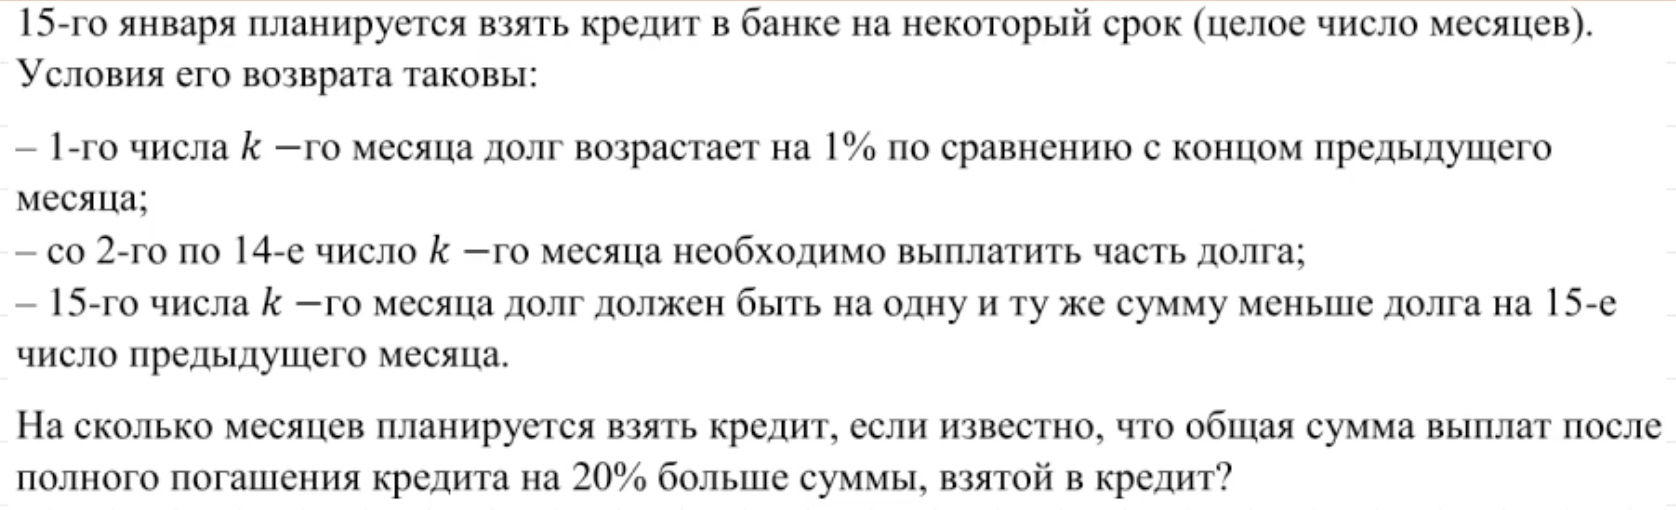 15-го января планируется взять кредит в банке на некоторый срок (целое число месяцев).
Условия его возврата таковы:
– 1-го числа k –го месяца долг возрастает на 1% по сравнению с концом предыдущего
месяца;
– со 2-го по 14-е число k –го месяца необходимо выплатить часть долга;
– 15-го числа k –го месяца долг должен быть на одну и ту же сумму меньше долга на 15-е
число предыдущего месяца.
На сколько месяцев планируется взять кредит, если известно, что общая сумма выплат после
полного погашения кредита на 20% больше суммы, взятой в кредит?